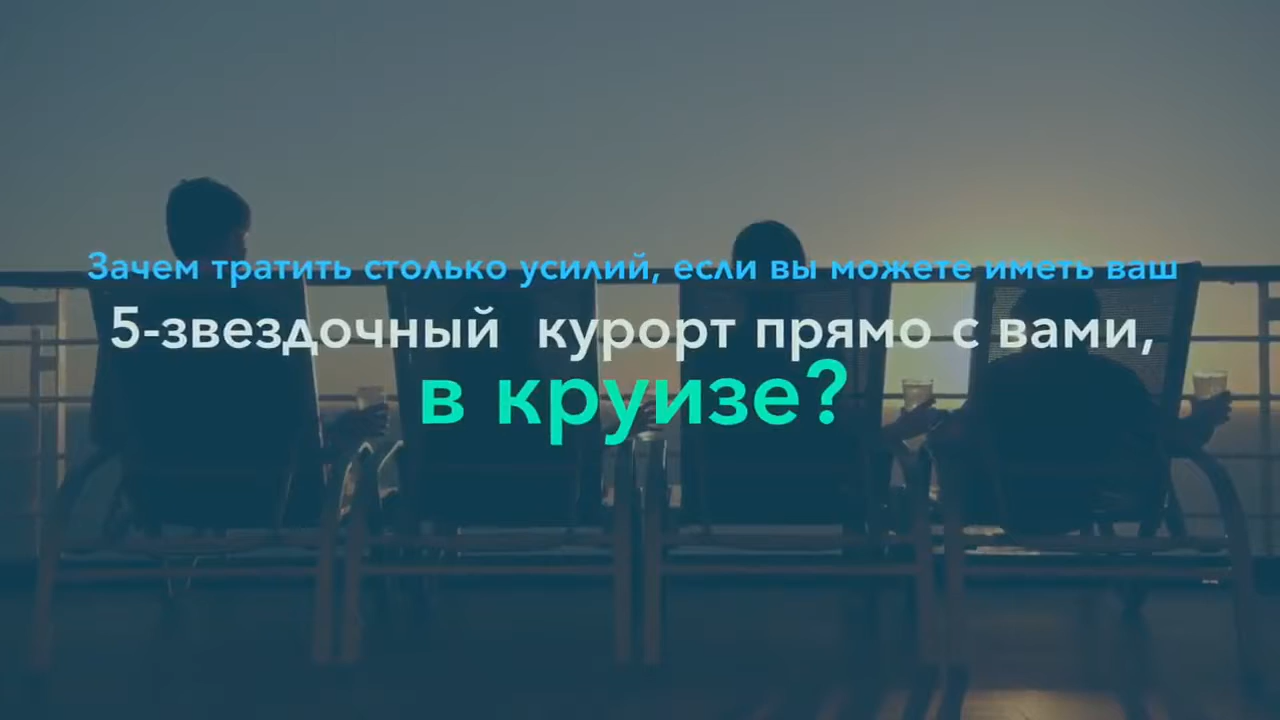 Зачем тратить столько усилий, если вы можете иметь ваш
5-звездочный курорт прямо с вами,
в круизе?